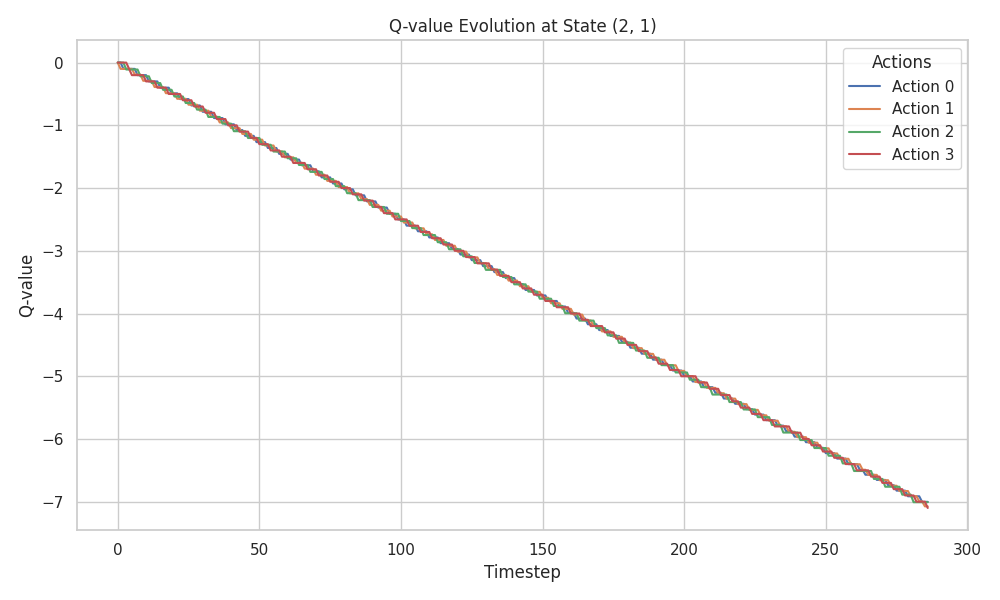 Q-value Evolution at State (2, 1)
Actions
Action 0
Action 1
Action 2
Action 3
Q-value
0
−1
−2
−3
−4
−5
−6
−7
0 50 100 150 200 250 300
Timestep